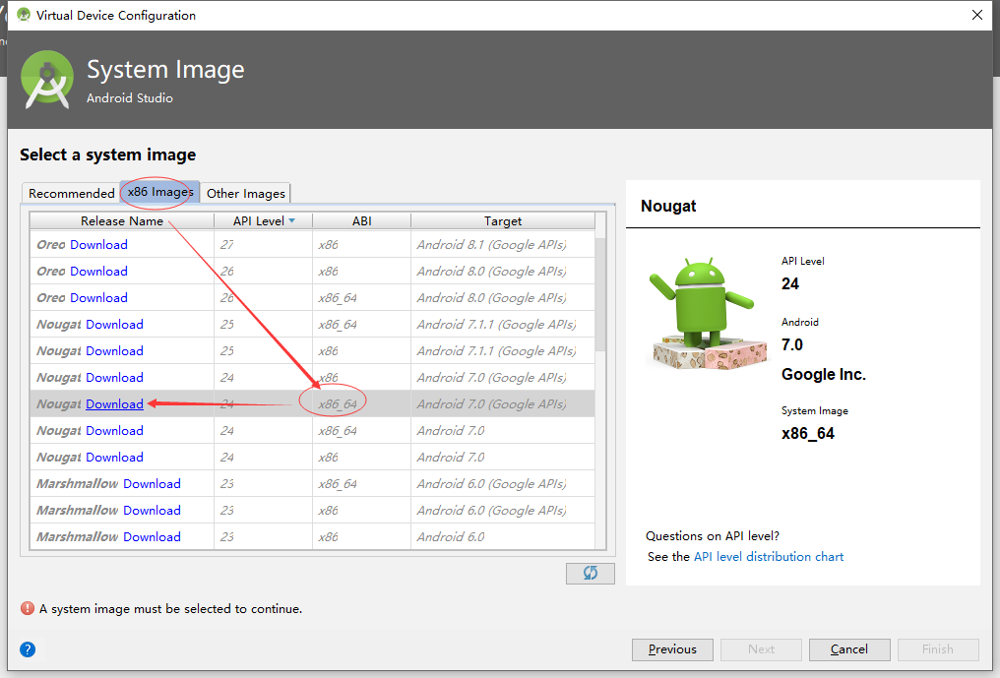 Virtual Device Configuration
System Image
Android Studio
Select a system image
Recommended x86 Images Other Images
Release Name API Level ABI Target
Oreo Download 27 x86 Android 8.1 (Google APIs)
Oreo Download 26 x86 Android 8.0 (Google APIs)
Oreo Download 26 x86_64 Android 8.0 (Google APIs)
Nougat Download 25 x86_64 Android 7.1.1 (Google APIs)
Nougat Download 25 x86 Android 7.1.1 (Google APIs)
Nougat Download 24 x86 Android 7.0 (Google APIs)
Nougat Download 24 x86_64 Android 7.0 (Google APIs)
Nougat Download 24 x86_64 Android 7.0
Nougat Download 24 x86 Android 7.0
Marshmallow Download 23 x86_64 Android 6.0 (Google APIs)
Marshmallow Download 23 x86 Android 6.0 (Google APIs)
Marshmallow Download 23 x86 Android 6.0
Nougat
API Level
24
Android
7.0
Google Inc.
System Image
x86_64
Questions on API level?
See the API level distribution chart
A system image must be selected to continue.
? Previous Next Cancel Finish